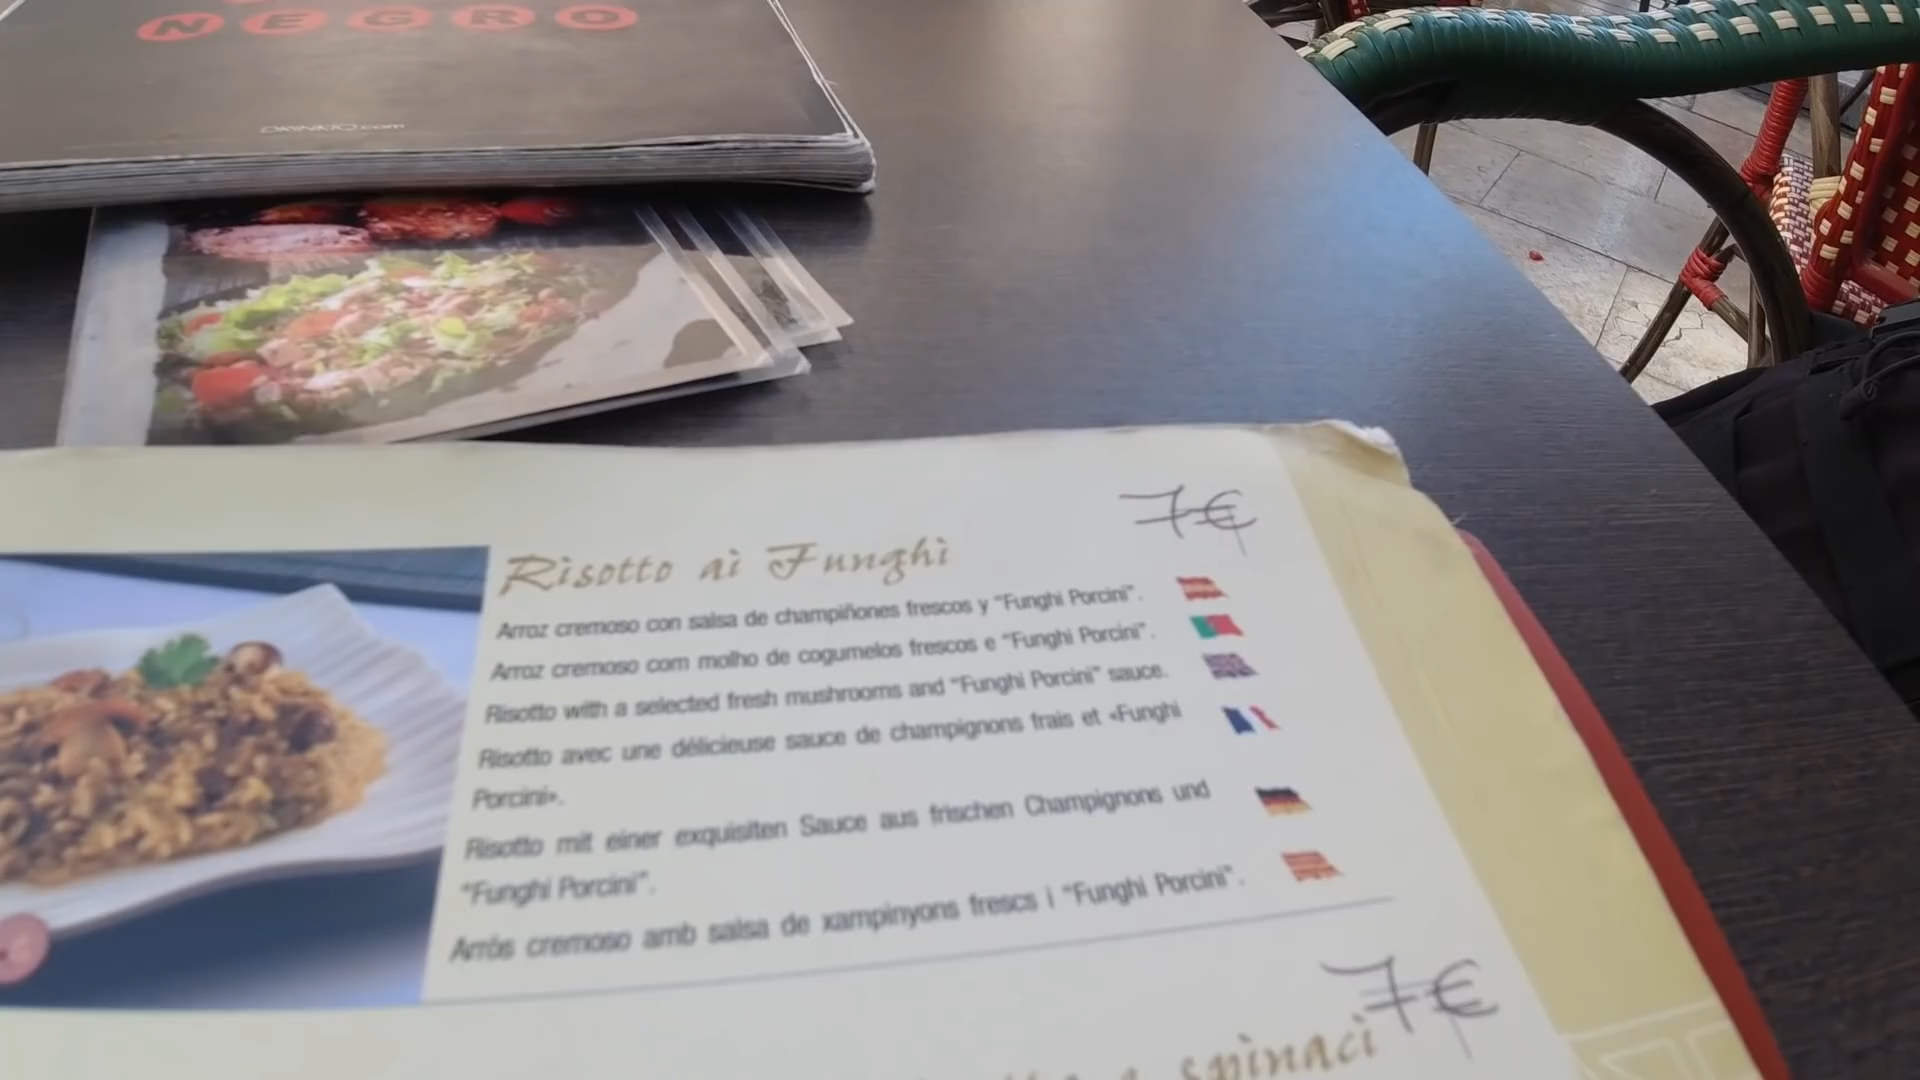 NEGRO
7€
Risotto ai Funghi
Arroz cremoso con salsa de champiñones frescos y "Funghi Porcini".
Arroz cremoso com molho de cogumelos frescos e "Funghi Porcini".
Risotto with a selected fresh mushrooms and "Funghi Porcini" sauce.
Risotto avec une délicieuse sauce de champignons frais et «Funghi
Porcini».
Risotto mit einer exquisiten Sauce aus frischen Champignons und
"Funghi Porcini".
Arròs cremoso amb salsa de xampinyons frescs i "Funghi Porcini".
7€
spinaci